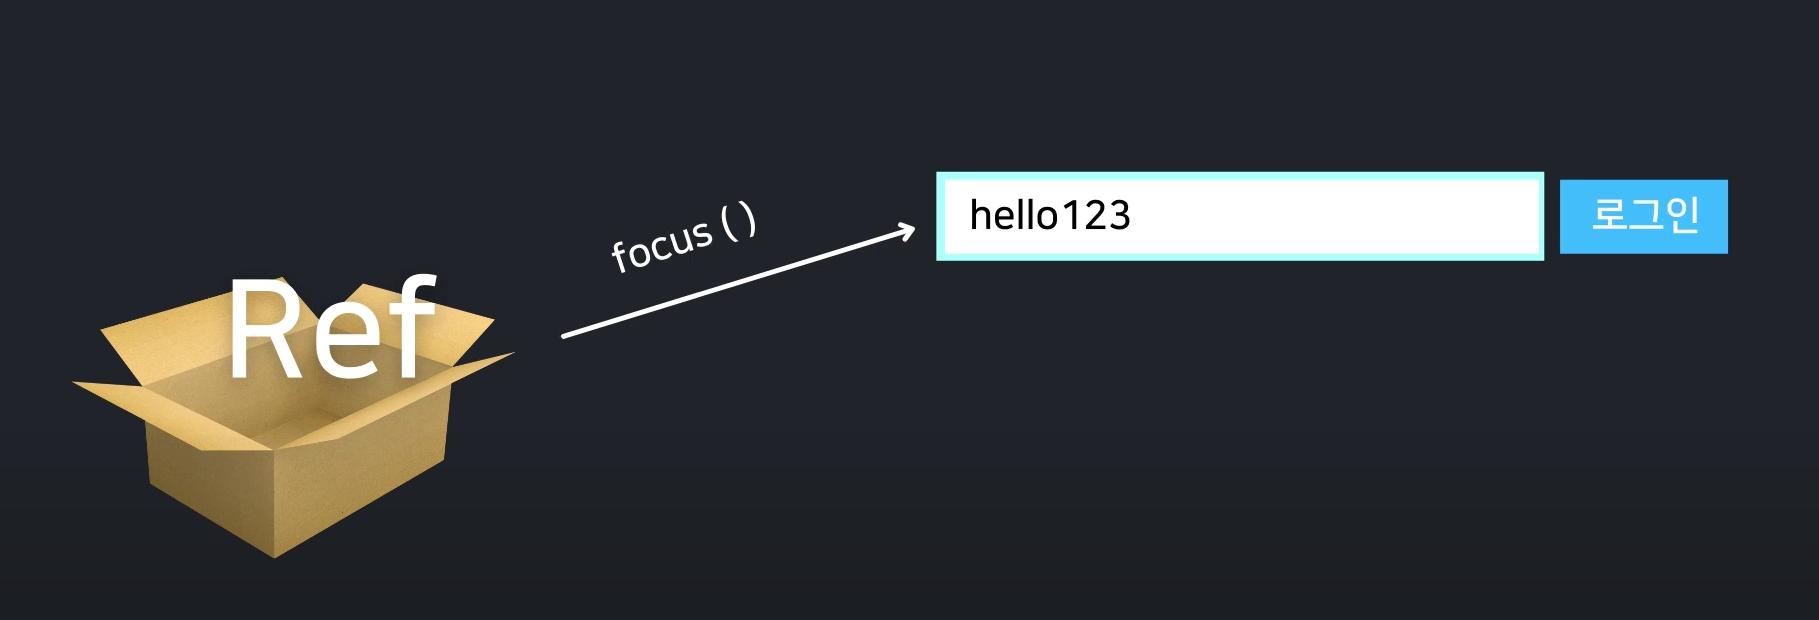 Ref
focus ( )
hello123
로그인